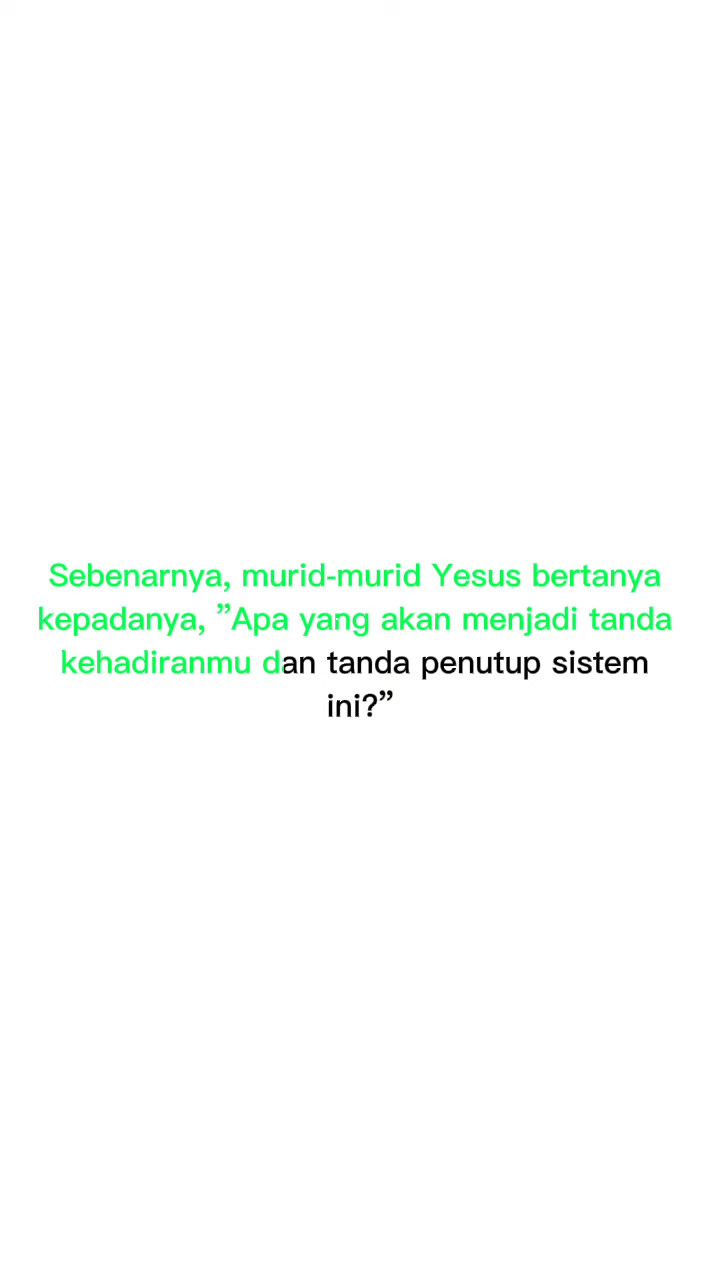 Sebenarnya, murid-murid Yesus bertanya
kepadanya, ”Apa yang akan menjadi tanda
kehadiranmu dan tanda penutup sistem
ini?”